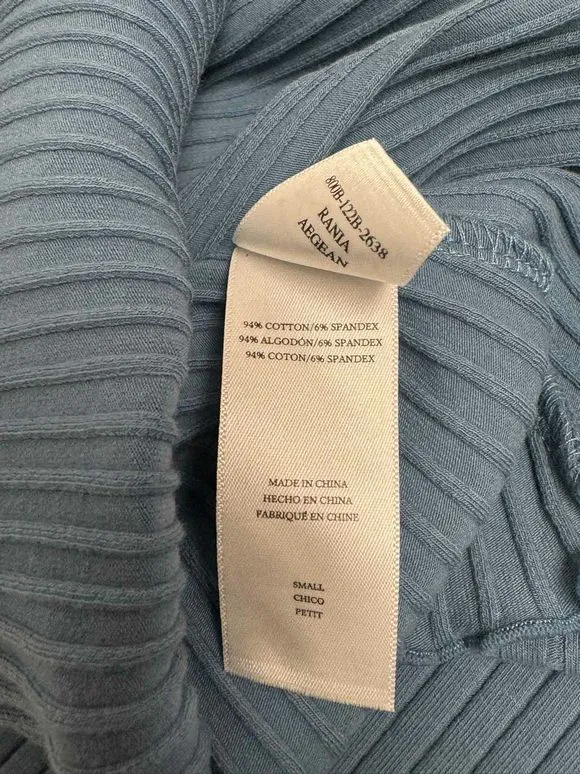 800B-122B-2638
RANIA
AEGEAN
94% COTTON/6% SPANDEX
94% ALGODÓN/6% SPANDEX
94% COTON/6% SPANDEX
MADE IN CHINA
HECHO EN CHINA
FABRIQUÉ EN CHINE
SMALL
CHICO
PETIT